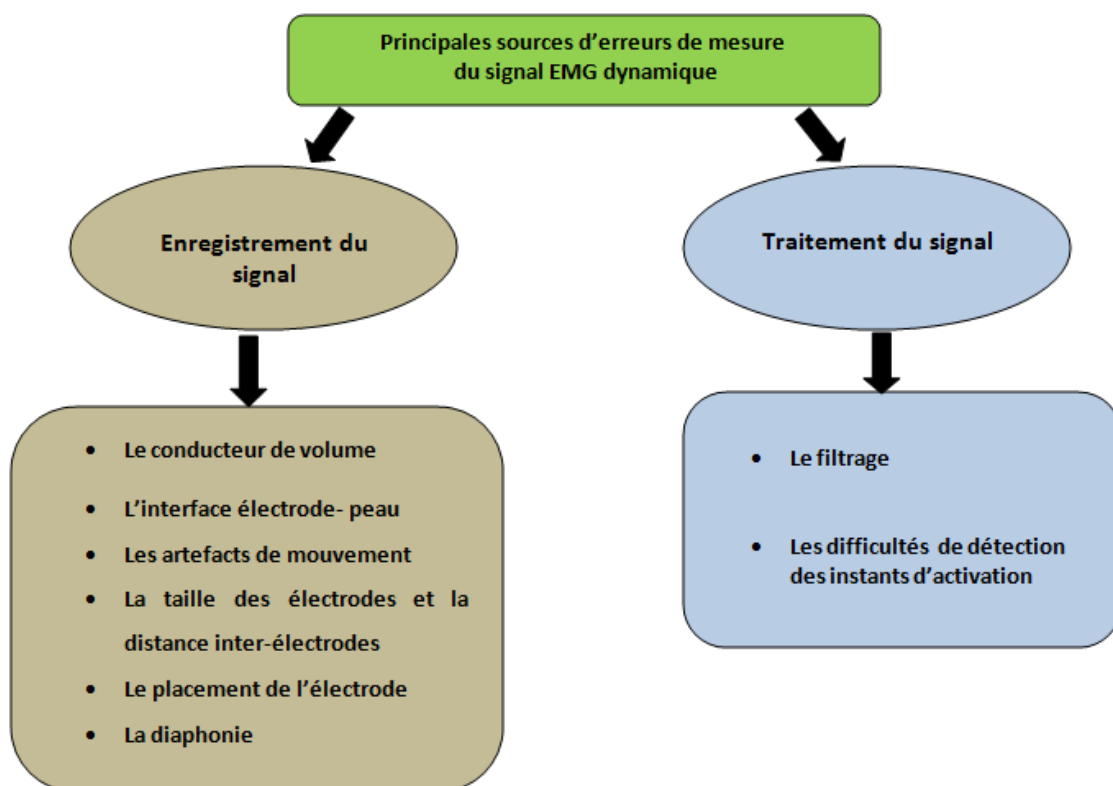 Principales sources d'erreurs de mesure
du signal EMG dynamique
Enregistrement du
signal
Traitement du signal
• Le conducteur de volume
• L'interface électrode- peau
• Les artefacts de mouvement
• La taille des électrodes et la
distance inter-électrodes
• Le placement de l'électrode
• La diaphonie
• Le filtrage
• Les difficultés de détection
des instants d'activation